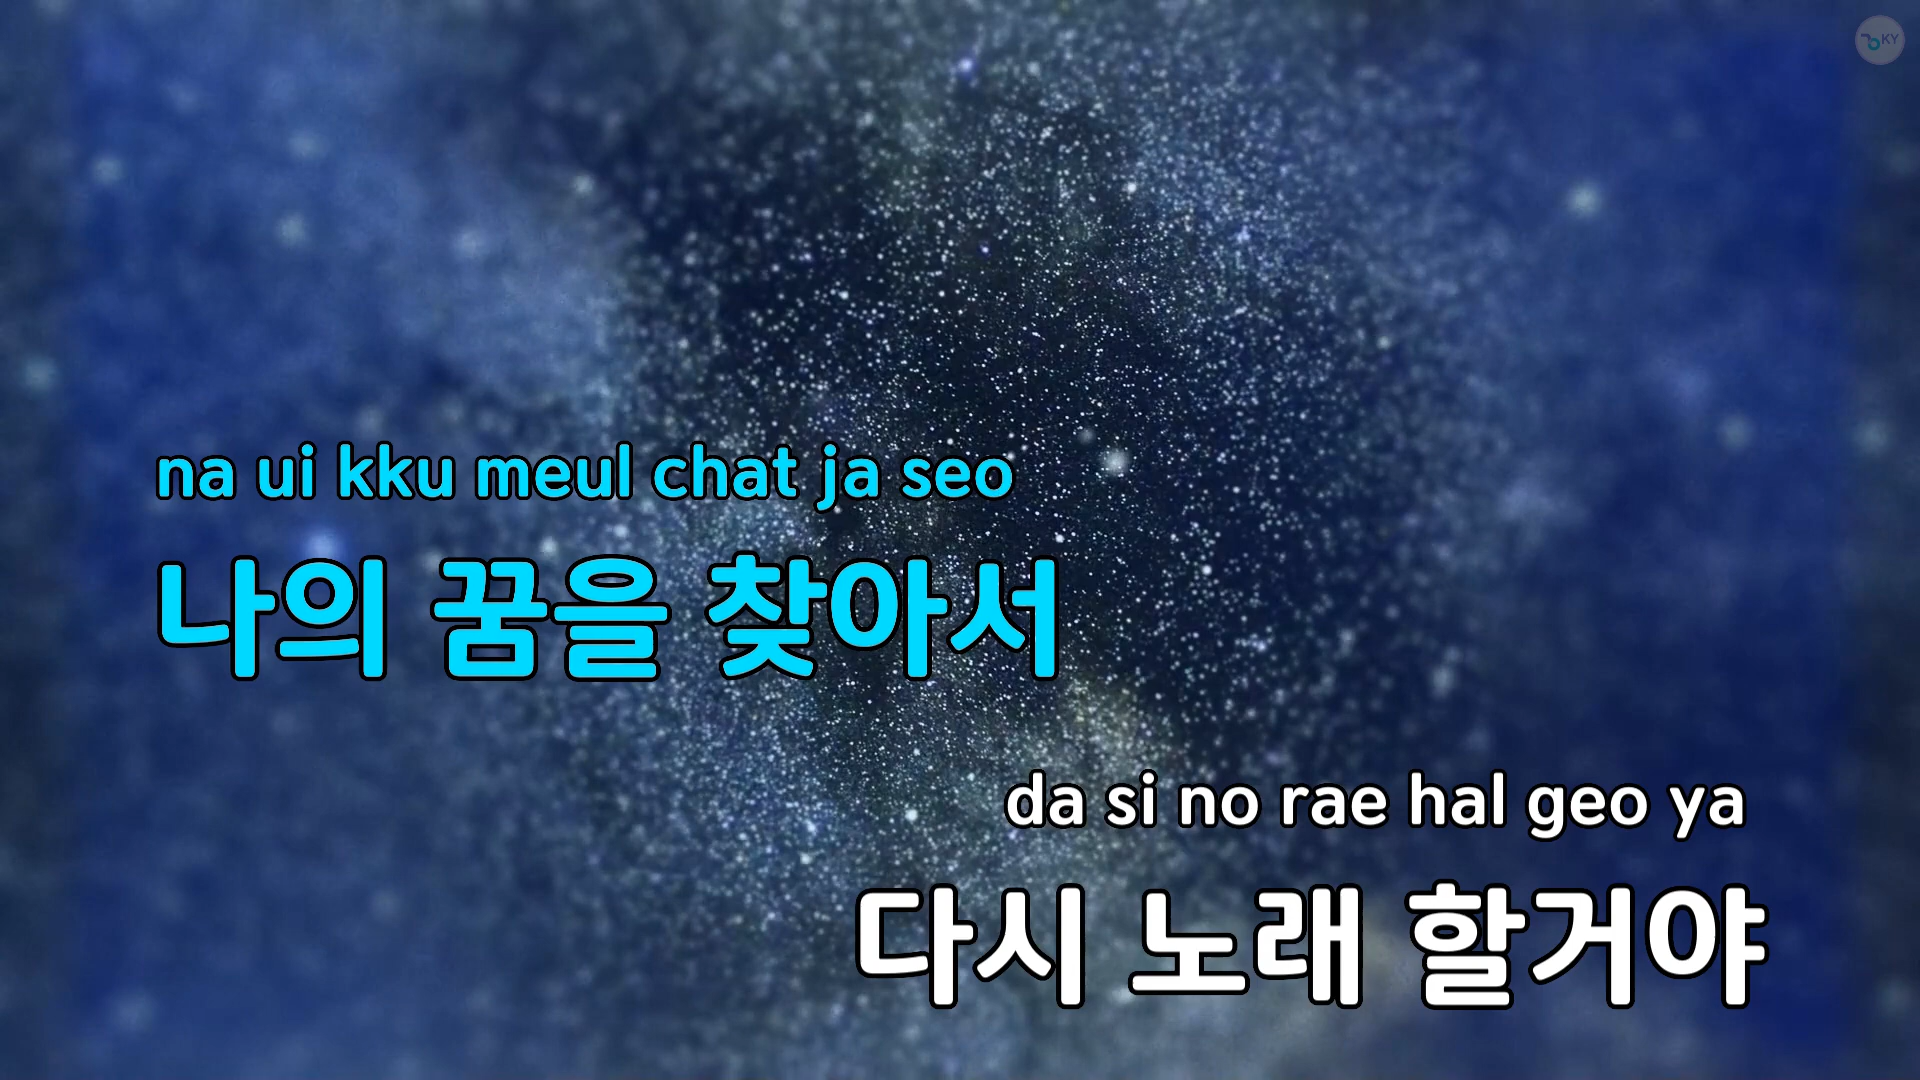 KY
na ui kku meul chat ja seo
나의 꿈을 찾아서
da si no rae hal geo ya
다시 노래 할거야